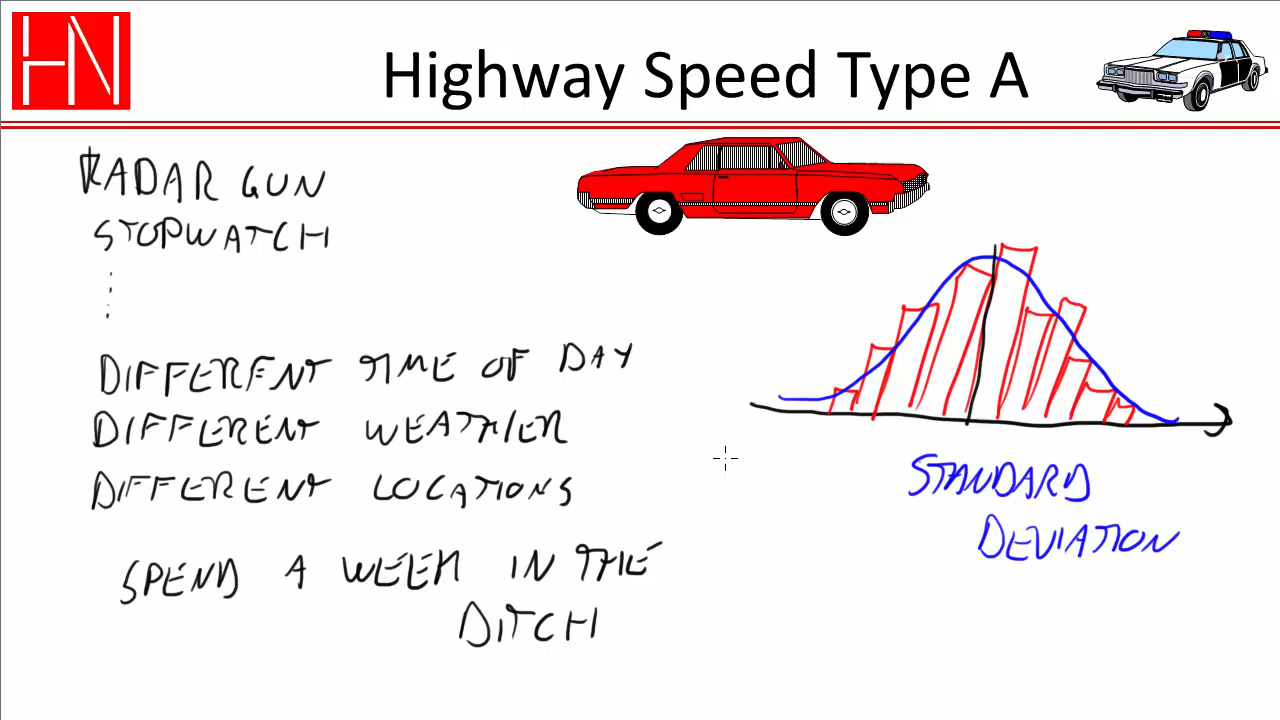 HN
Highway Speed Type A
RADAR GUN
STOPWATCH
DIFFERENT TIME OF DAY
DIFFERENT WEATHER
DIFFERENT LOCATIONS
SPEND A WEEK IN THE
DITCH
STANDARD
DEVIATION